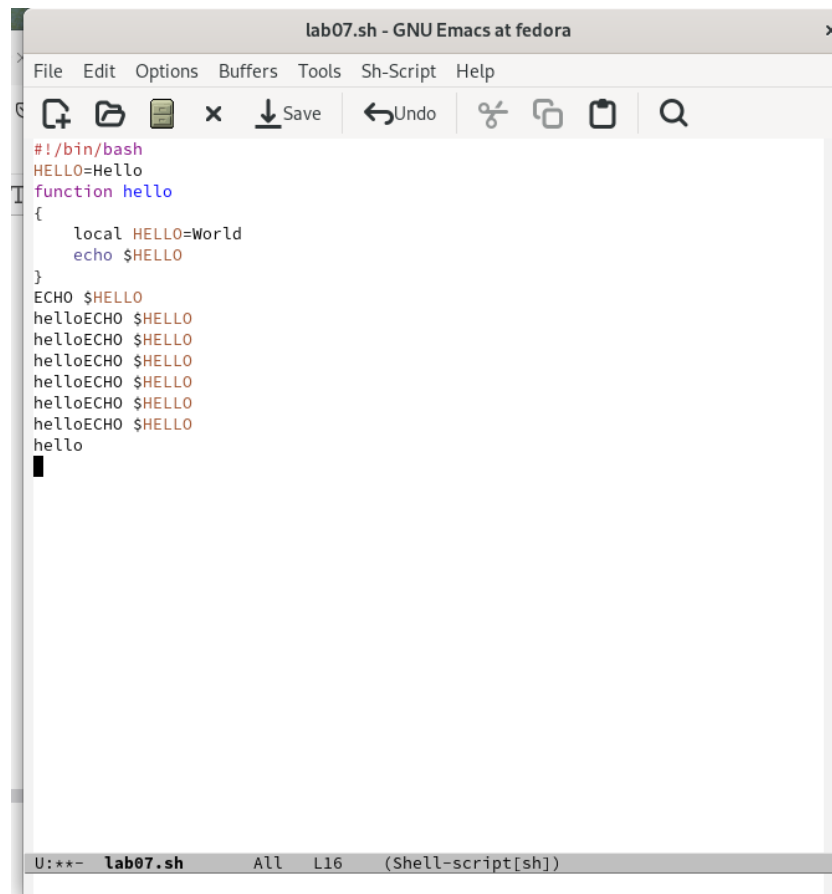 lab07.sh - GNU Emacs at fedora
File Edit Options Buffers Tools Sh-Script Help
Save Undo
#!/bin/bash
HELLO=Hello
function hello
{
    local HELLO=World
    echo $HELLO
}
ECHO $HELLO
helloECHO $HELLO
helloECHO $HELLO
helloECHO $HELLO
helloECHO $HELLO
helloECHO $HELLO
helloECHO $HELLO
hello
U:**-  lab07.sh       All   L16    (Shell-script[sh])